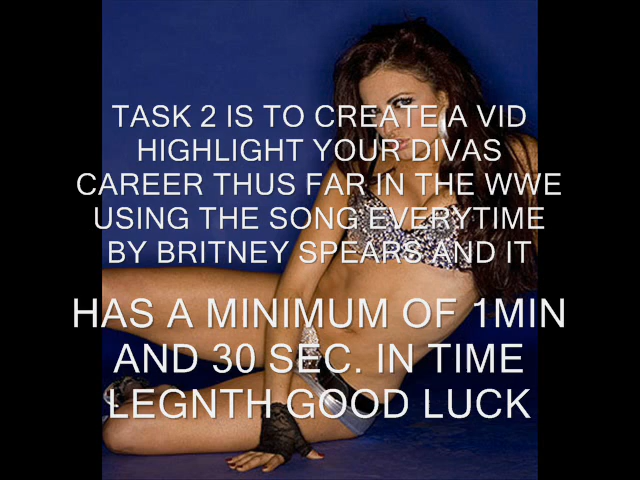 TASK 2 IS TO CREATE A VID
HIGHLIGHT YOUR DIVAS
CAREER THUS FAR IN THE WWE
USING THE SONG EVERYTIME
BY BRITNEY SPEARS AND IT
HAS A MINIMUM OF 1MIN
AND 30 SEC. IN TIME
LEGNTH GOOD LUCK